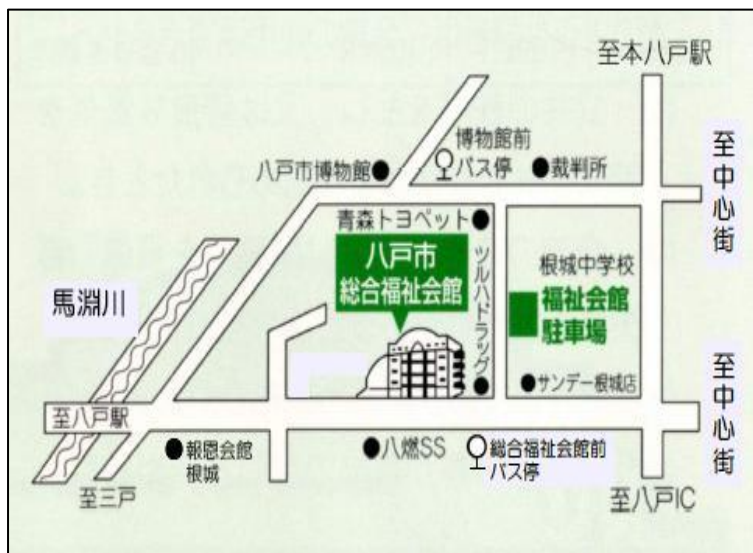 至本八戸駅
博物館前
バス停
八戸市博物館
裁判所
至中心街
青森トヨペット
八戸市
総合福祉会館
ツルハドラッグ
根城中学校
福祉会館
駐車場
馬淵川
サンデー根城店
至中心街
至八戸駅
報恩会館
根城
八燃SS
総合福祉会館前
バス停
至三戸
至八戸IC